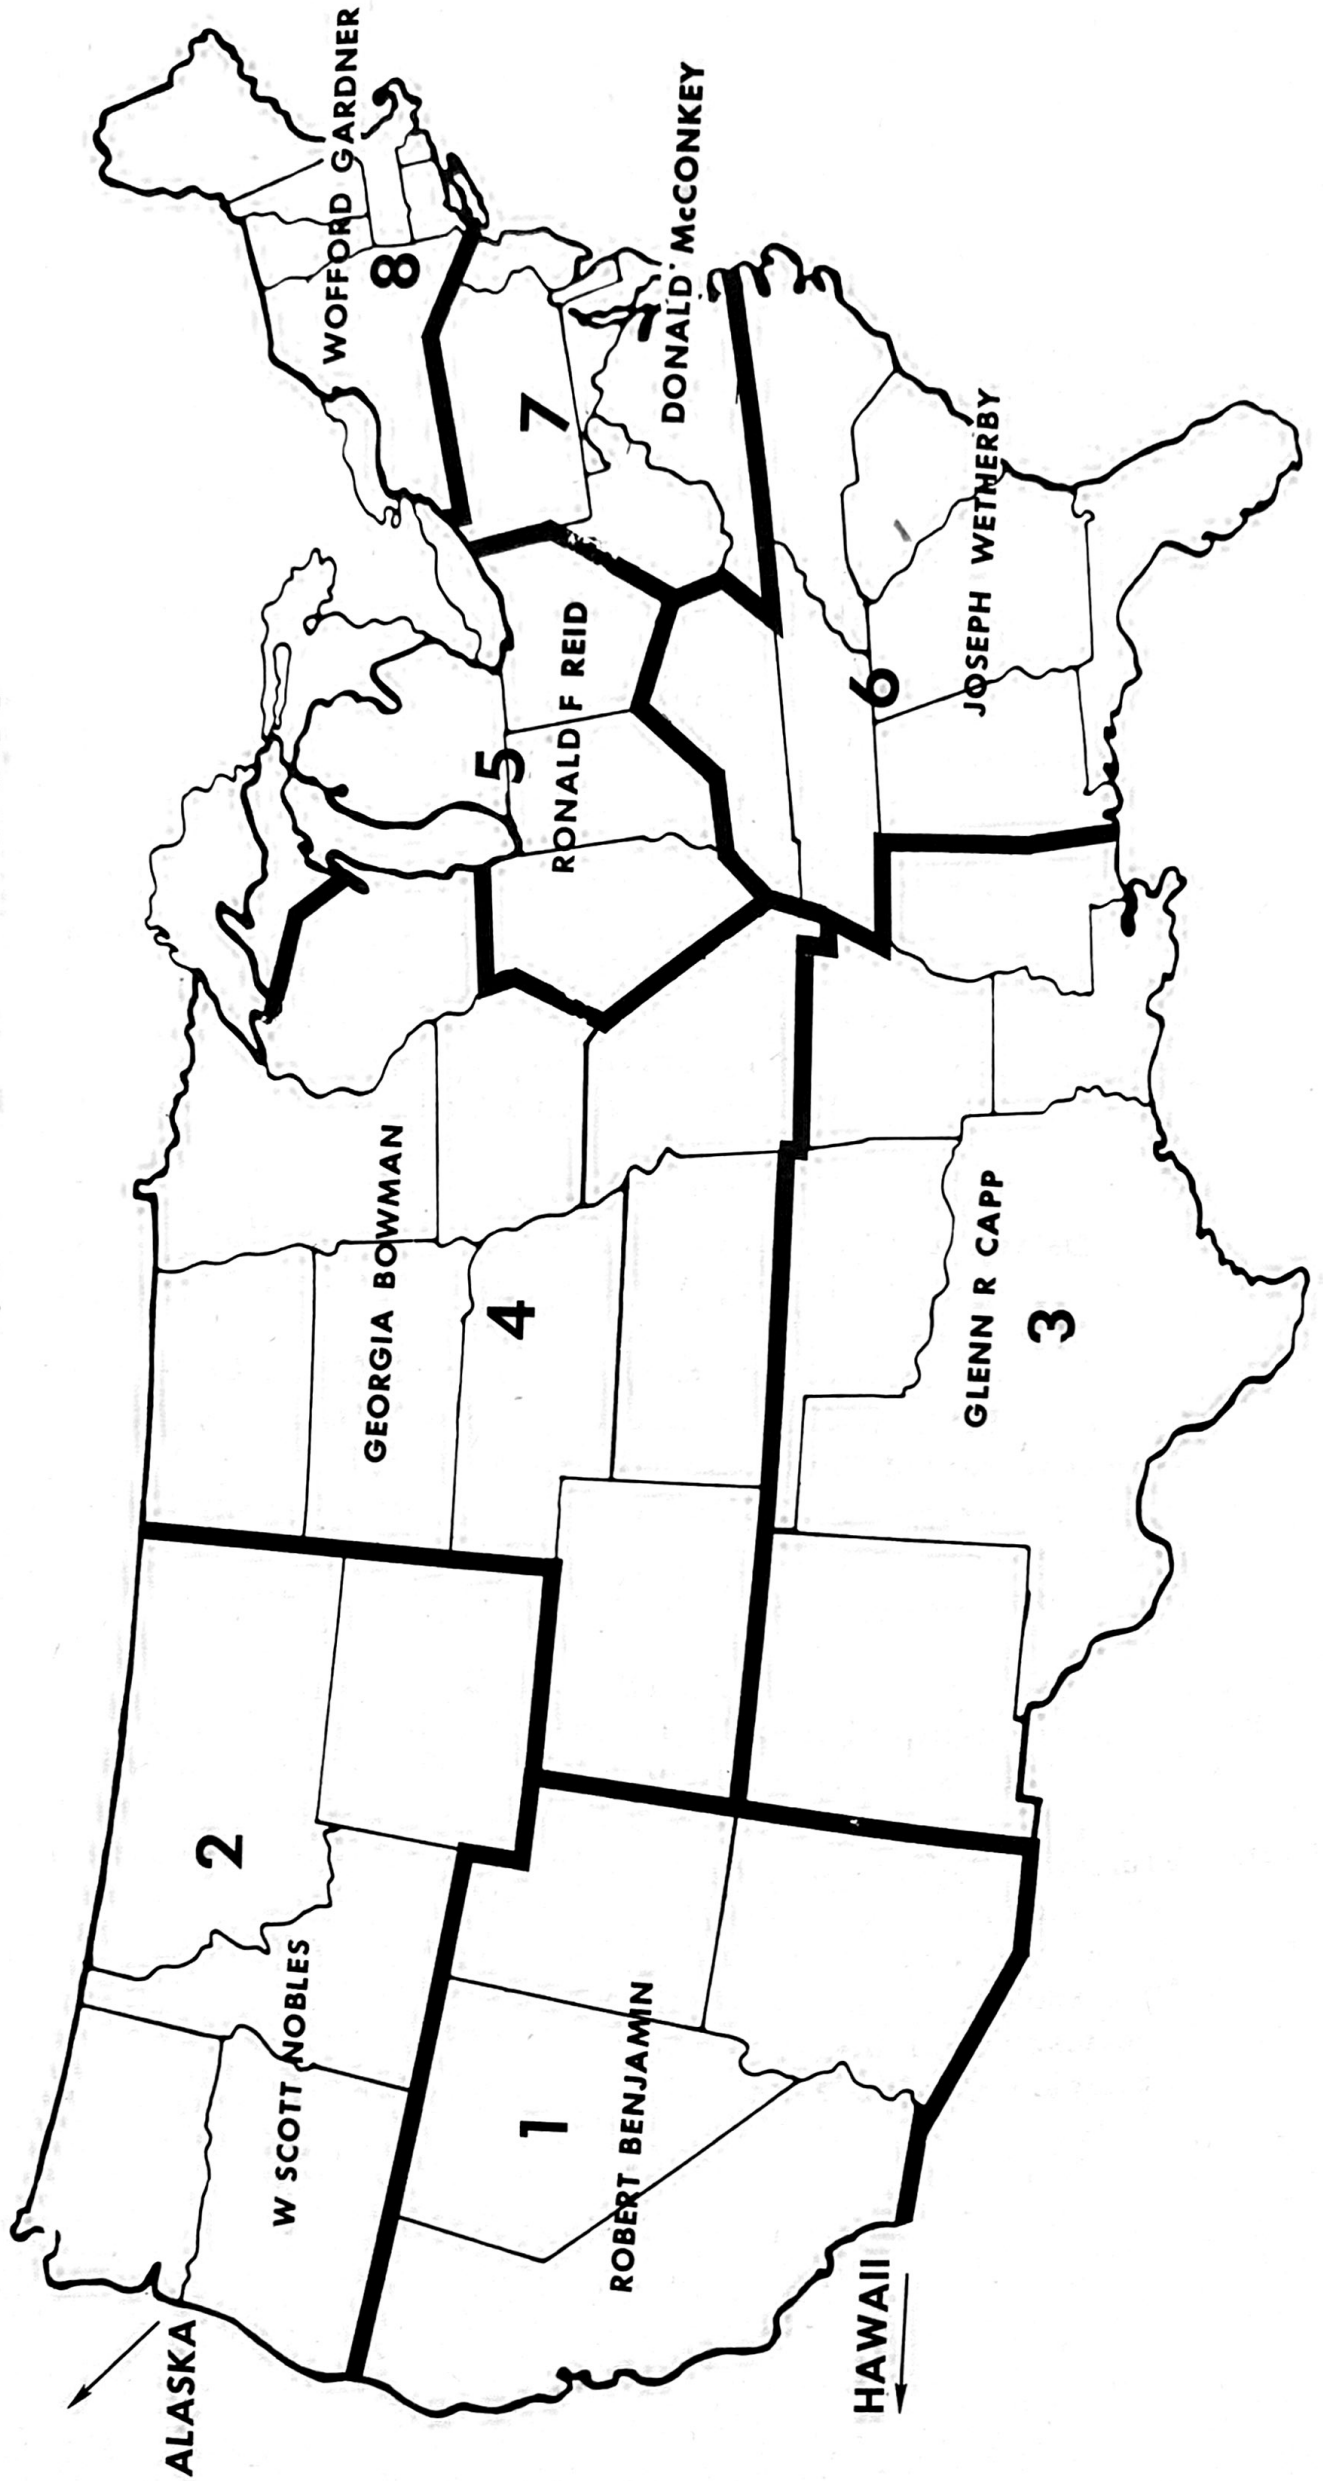 ALASKA
HAWAII
1
ROBERT BENJAMIN
2
W SCOTT NOBLES
3
GLENN R CAPP
4
GEORGIA BOWMAN
5
RONALD F REID
6
JOSEPH WETHERBY
7
DONALD McCONKEY
8
WOFFORD GARDNER